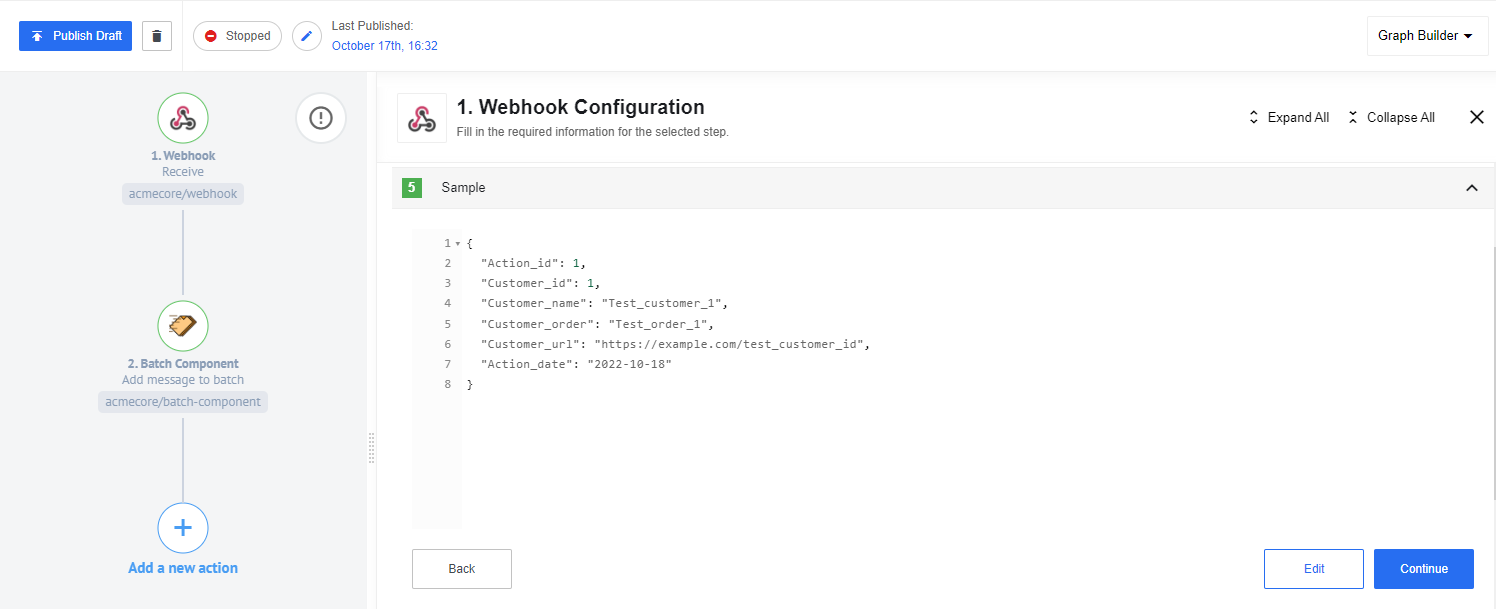 Publish Draft
Stopped
Last Published:
October 17th, 16:32
Graph Builder
1. Webhook
Receive
acmecore/webhook
2. Batch Component
Add message to batch
acmecore/batch-component
Add a new action
1. Webhook Configuration
Fill in the required information for the selected step.
Expand All
Collapse All
5 Sample
1 {
2 "Action_id": 1,
3 "Customer_id": 1,
4 "Customer_name": "Test_customer_1",
5 "Customer_order": "Test_order_1",
6 "Customer_url": "https://example.com/test_customer_id",
7 "Action_date": "2022-10-18"
8 }
Back
Edit
Continue